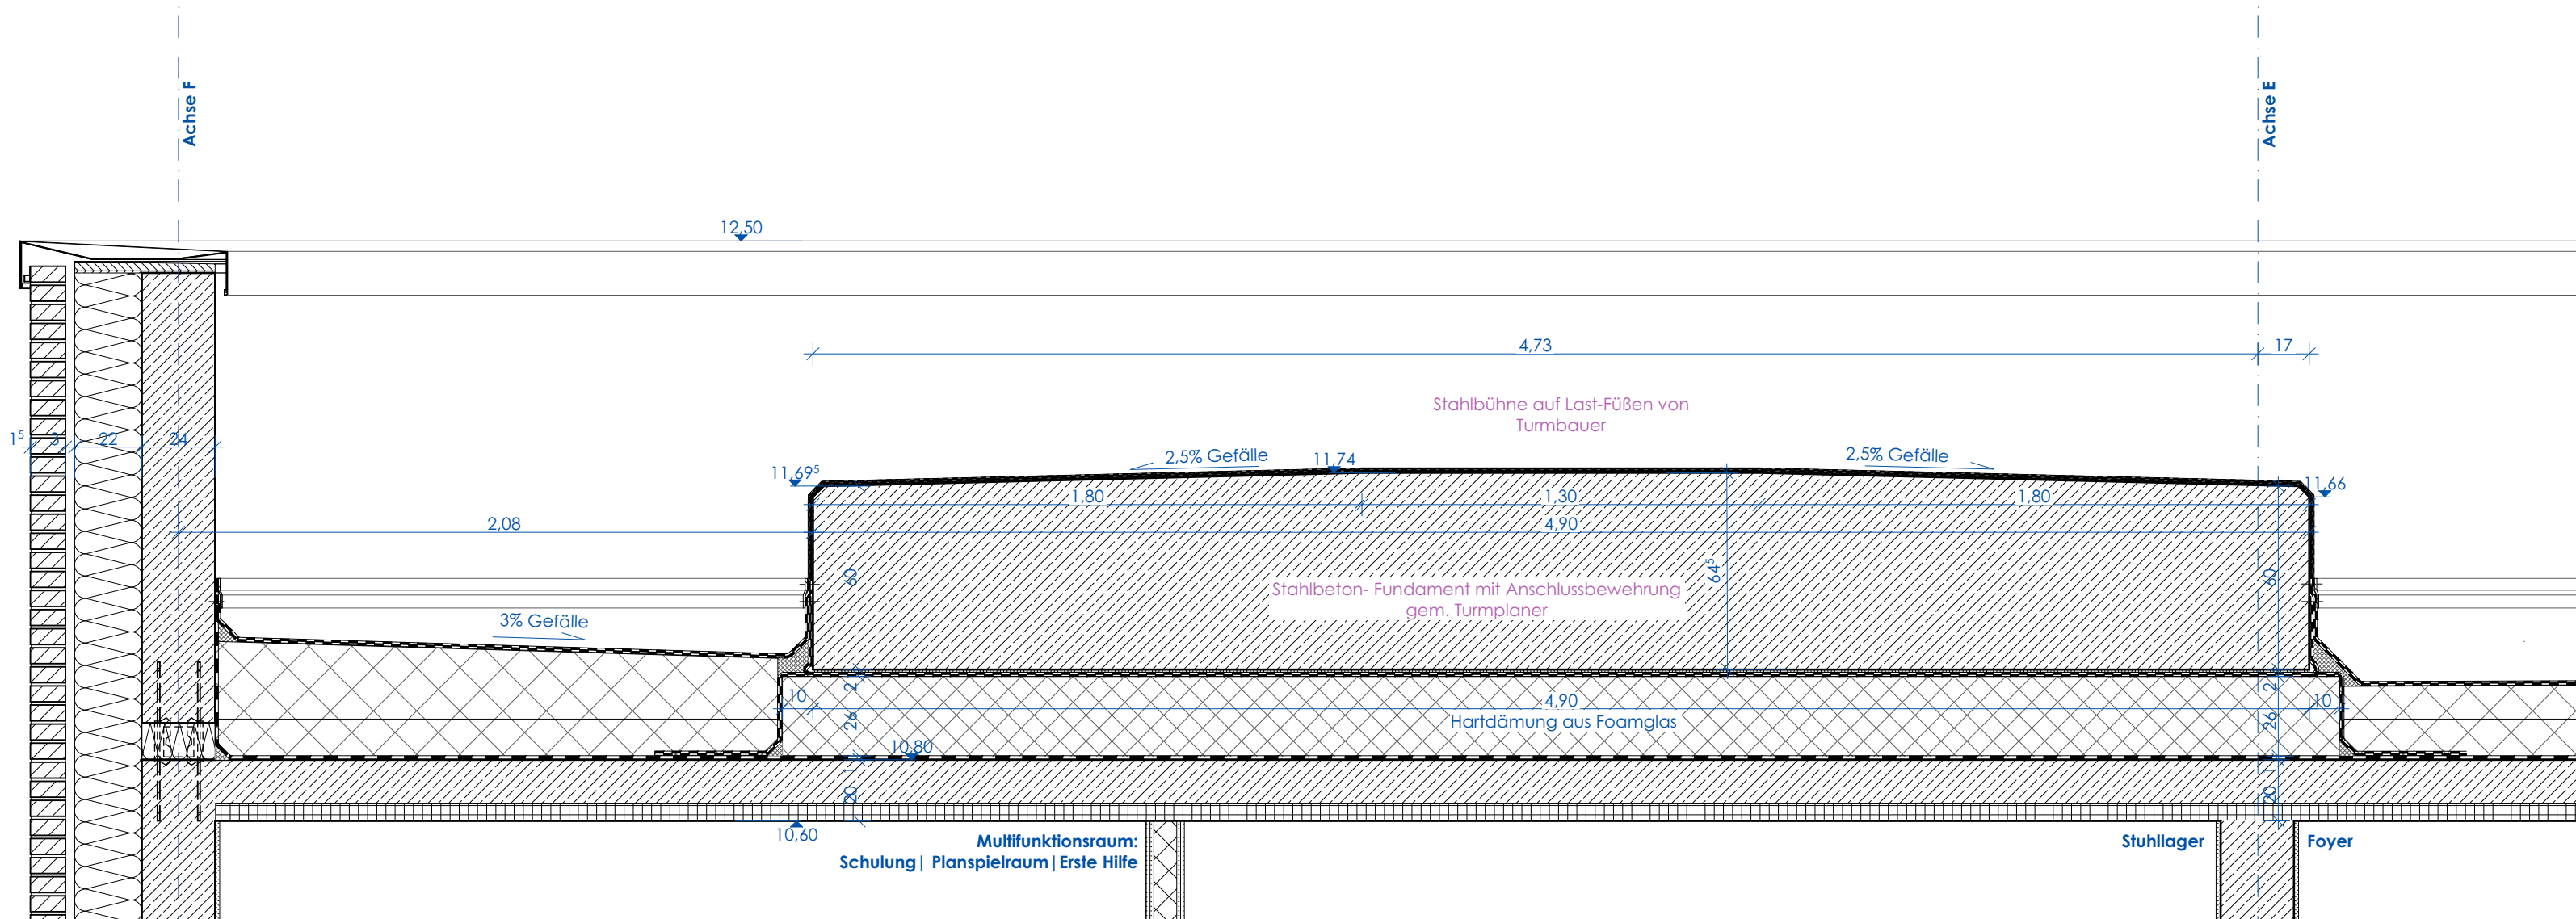 Achse F
Achse E
12,50
4,73
17
Stahlbühne auf Last-Füßen von
Turmbauer
1⁵
3
22
24
2,5% Gefälle
2,5% Gefälle
11,69⁵
11,74
11,66
1,80
1,30
1,80
2,08
4,90
60
64⁵
60
Stahlbeton- Fundament mit Anschlussbewehrung
gem. Turmplaner
3% Gefälle
2
2
10
4,90
10
26
Hartdämung aus Foamglas
26
10,80
1
1
20
20
10,60
Multifunktionsraum:
Schulung| Planspielraum|Erste Hilfe
Stuhllager
Foyer